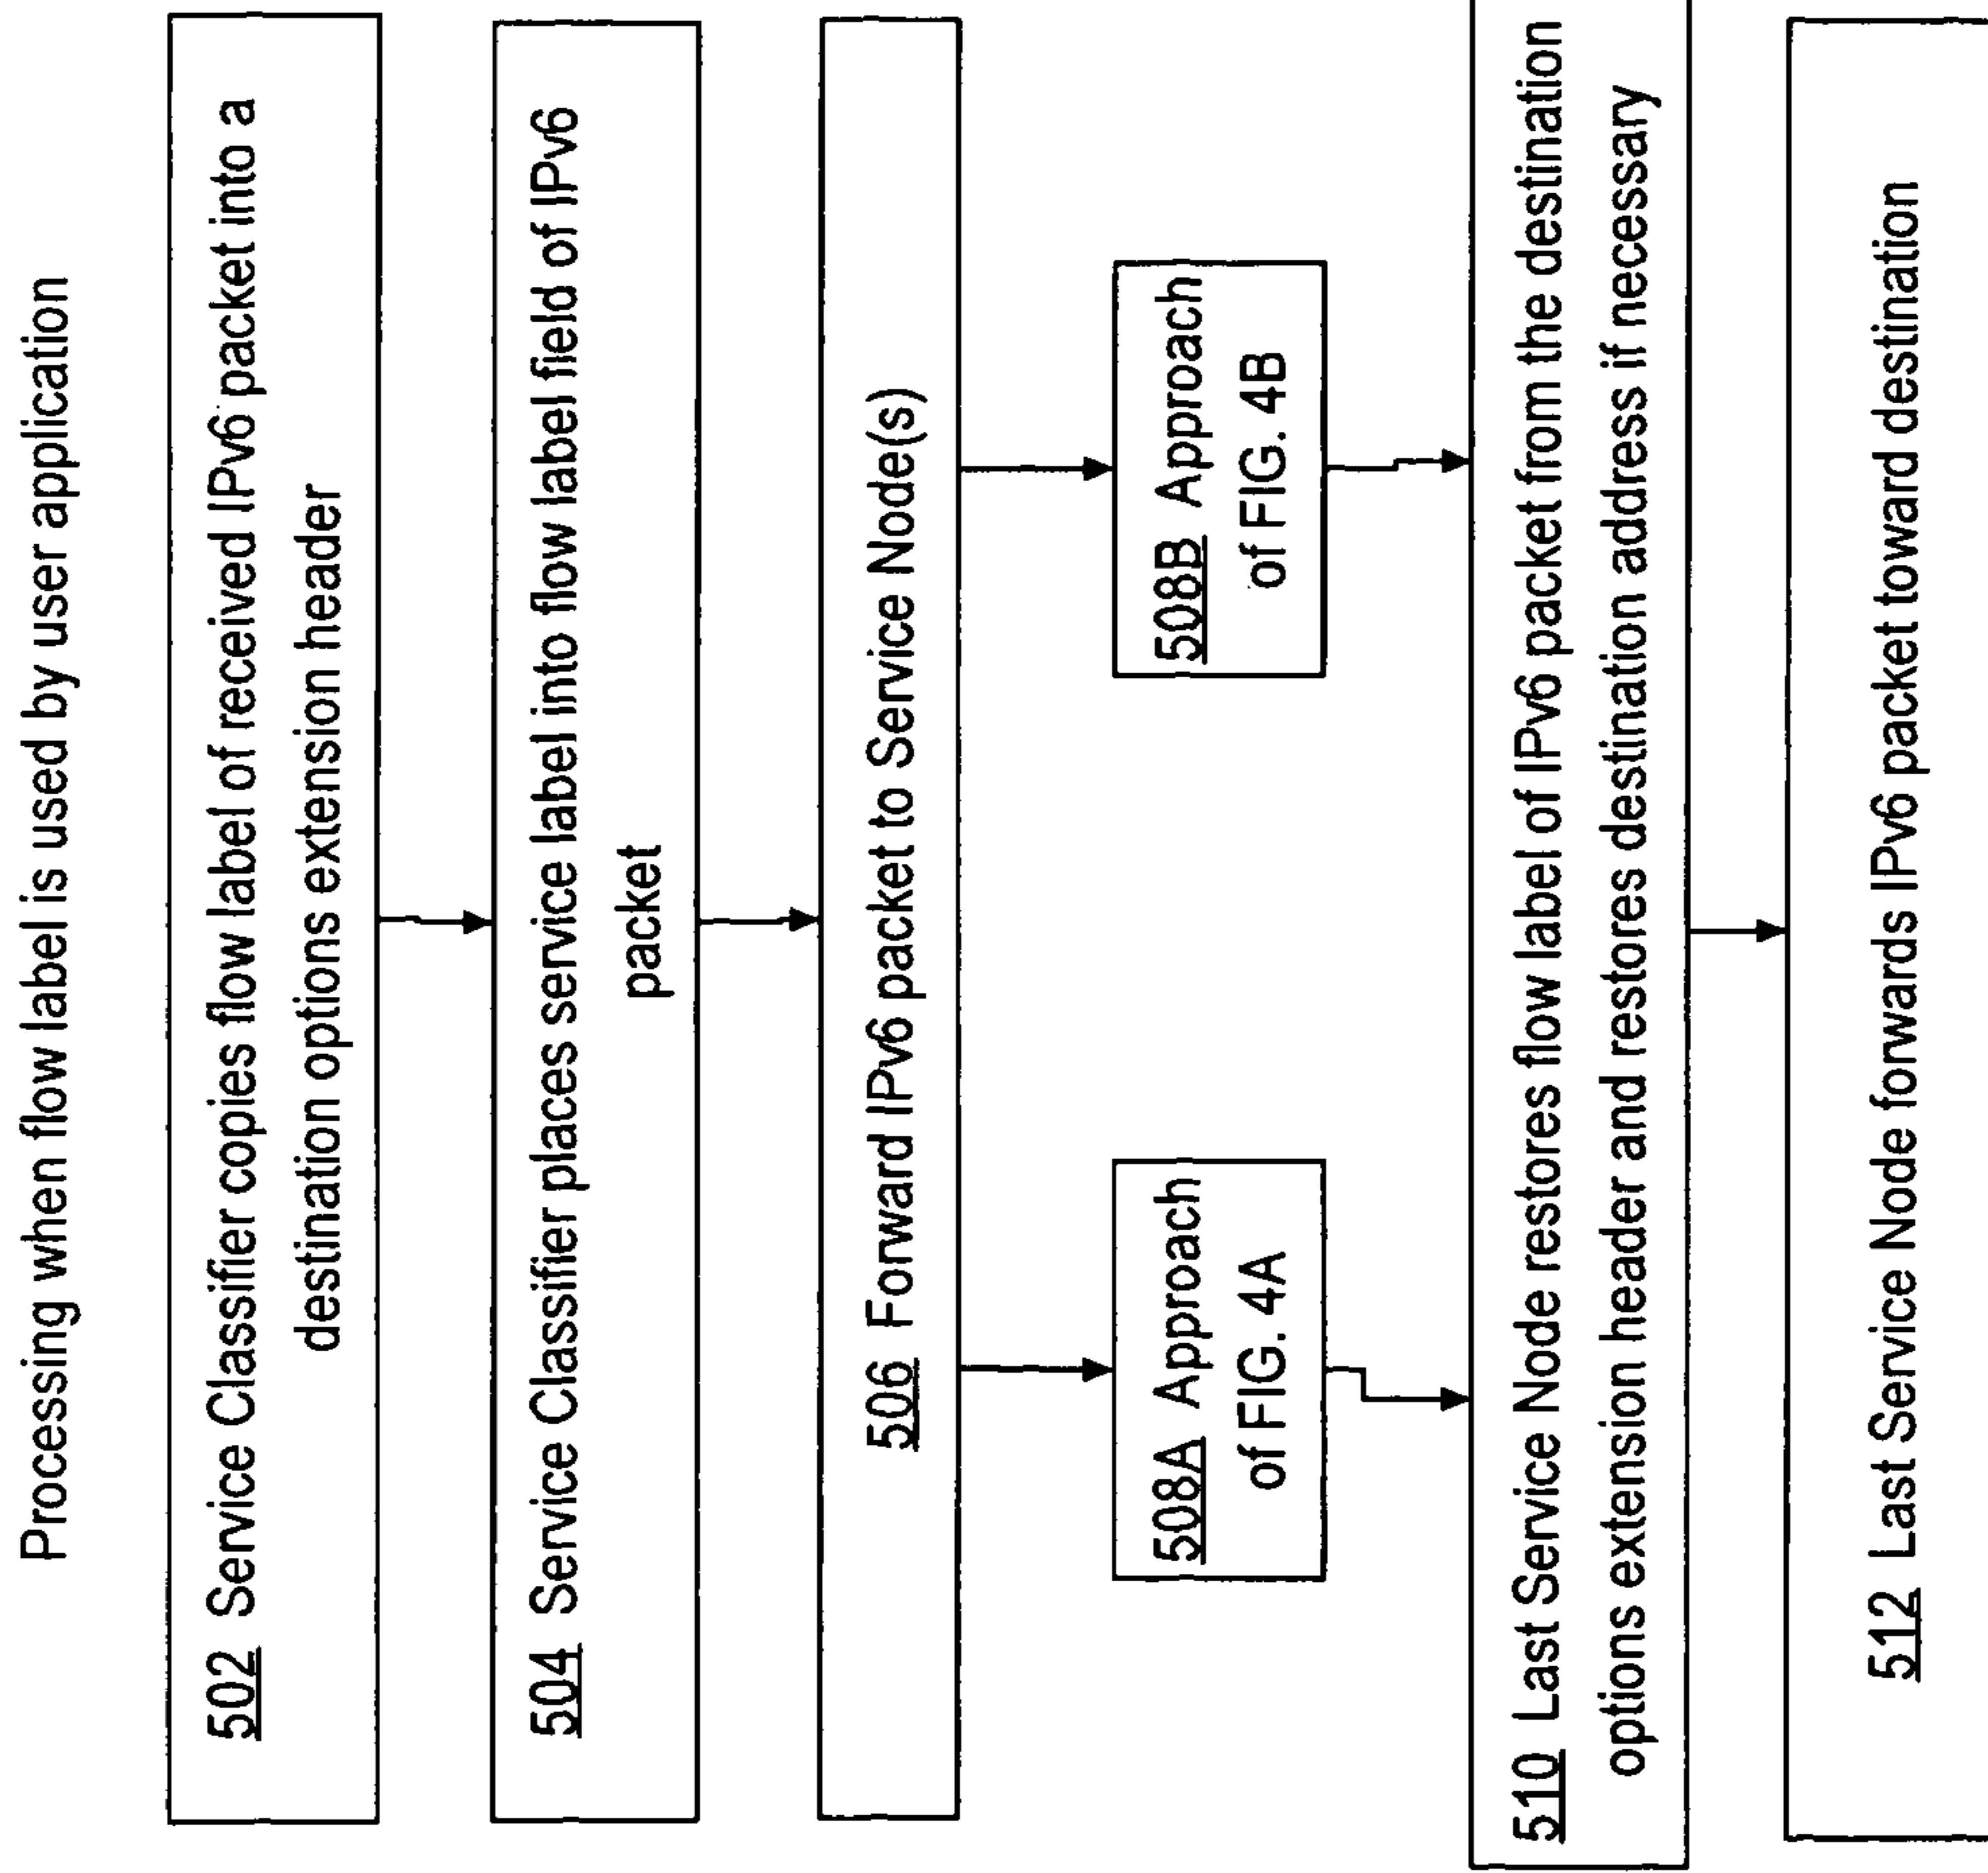 Processing when flow label is used by user application
502 Service Classifier copies flow label of received IPv6 packet into a
destination options extension header
504 Service Classifier places service label into flow label field of IPv6
packet
506 Forward IPv6 packet to Service Node(s)
508A Approach
of FIG. 4A
508B Approach
of FIG. 4B
510 Last Service Node restores flow label of IPv6 packet from the destination
options extension header and restores destination address if necessary
512 Last Service Node forwards IPv6 packet toward destination